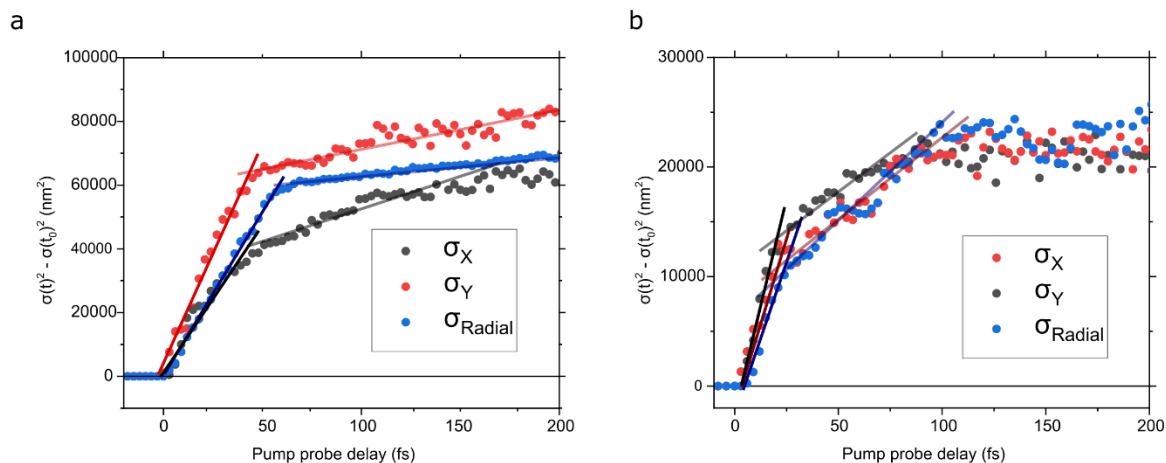 a
b
σ(t)² - σ(t₀)² (nm²)
100000
80000
60000
40000
20000
0
0
50
100
150
200
Pump probe delay (fs)
σX
σY
σRadial
σ(t)² - σ(t₀)² (nm²)
30000
20000
10000
0
0
50
100
150
200
Pump probe delay (fs)
σX
σY
σRadial